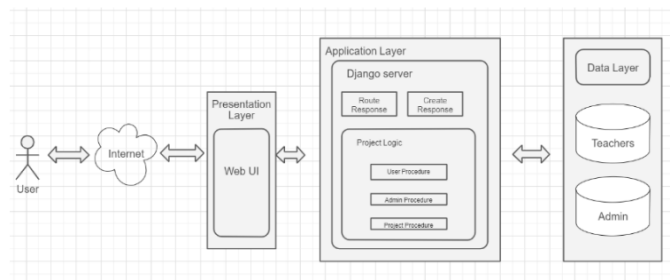 User
Internet
Presentation
Layer
Web UI
Application Layer
Django server
Route
Response
Create
Response
Project Logic
User Procedure
Admin Procedure
Project Procedure
Data Layer
Teachers
Admin